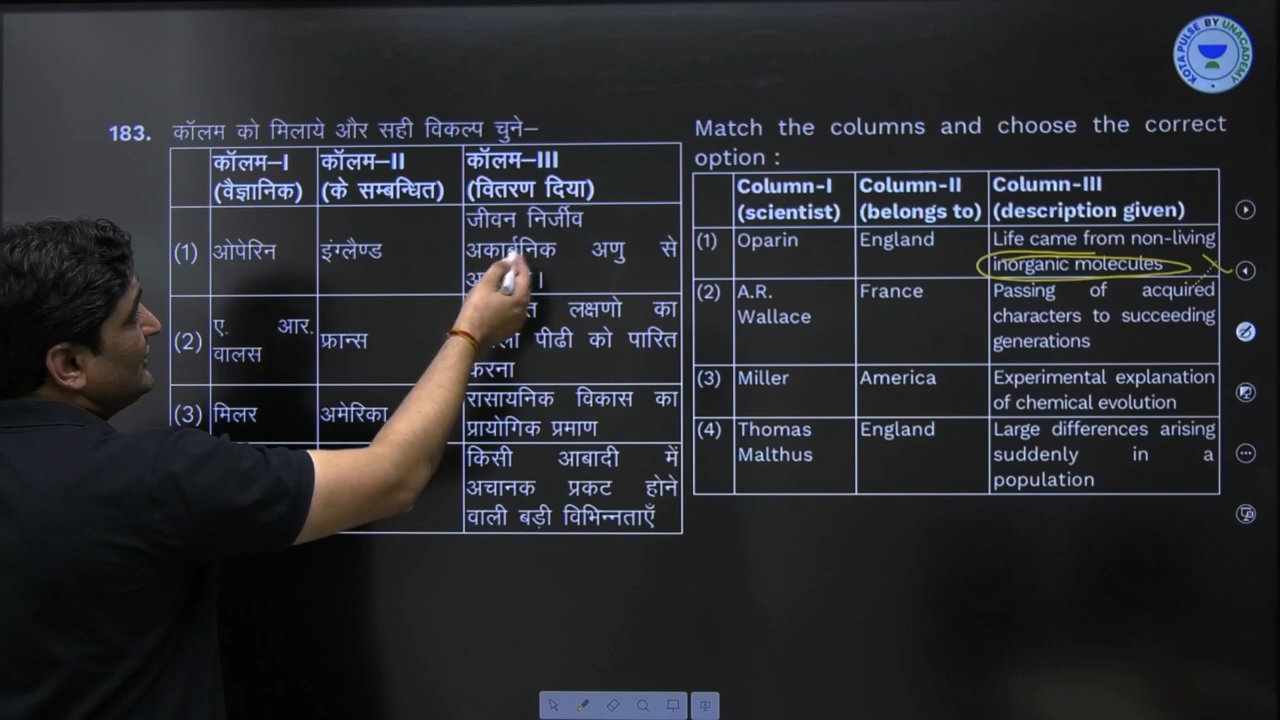 KOTA PULSE BY UNACADEMY
183. कॉलम को मिलाये और सही विकल्प चुने–
कॉलम–I (वैज्ञानिक) कॉलम–II (के सम्बन्धित) कॉलम–III (वितरण दिया)
(1) ओपेरिन इंग्लैण्ड जीवन निर्जीव
अकार्बनिक अणु से
(2) ए. आर. वालस फ्रान्स लक्षणो का
पीढी को पारित
करना
(3) मिलर अमेरिका रासायनिक विकास का
प्रायोगिक प्रमाण
किसी आबादी में
अचानक प्रकट होने
वाली बड़ी विभिन्नताएँ
Match the columns and choose the correct
option :
Column-I (scientist) Column-II (belongs to) Column-III (description given)
(1) Oparin England Life came from non-living
inorganic molecules
(2) A.R. Wallace France Passing of acquired
characters to succeeding
generations
(3) Miller America Experimental explanation
of chemical evolution
(4) Thomas Malthus England Large differences arising
suddenly in a
population